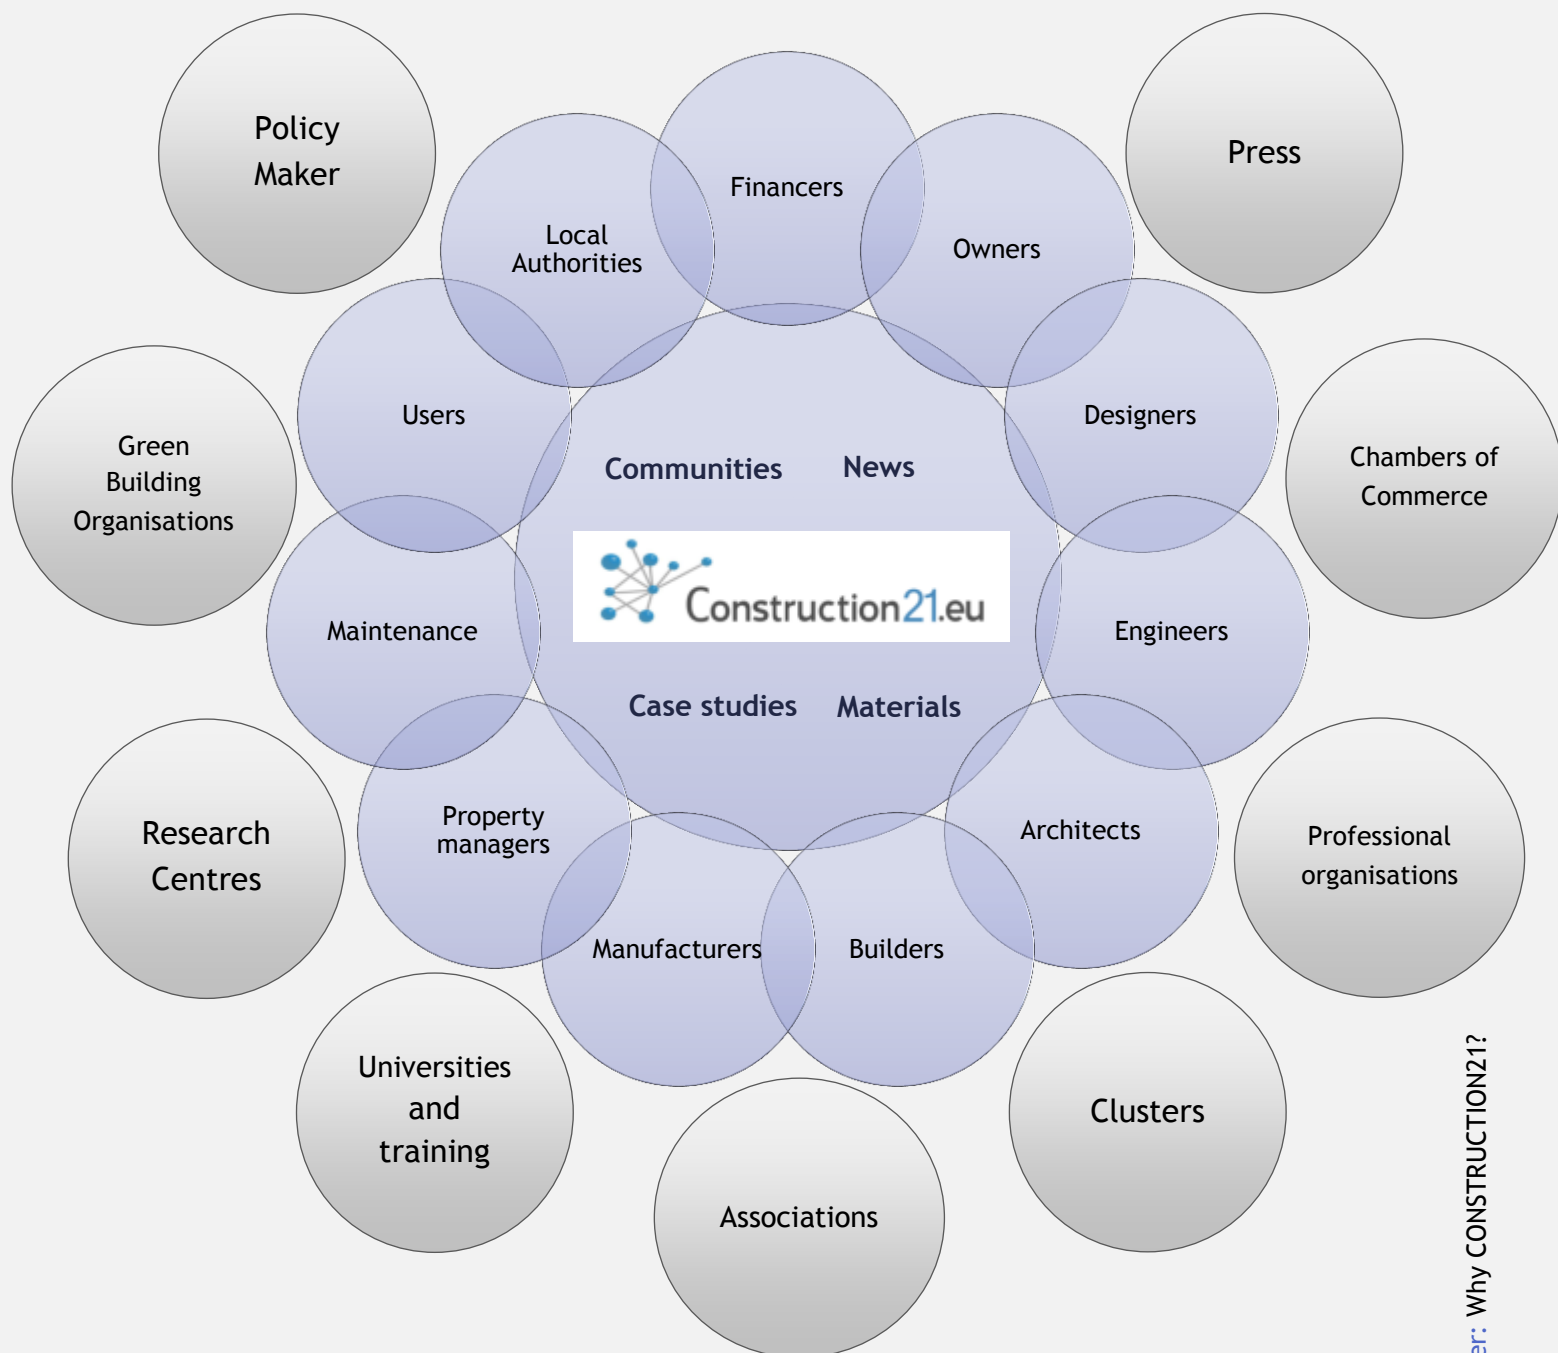 Policy
Maker
Press
Financers
Local
Authorities
Owners
Users
Designers
Green
Building
Organisations
Chambers of
Commerce
Communities
News
Construction21.eu
Maintenance
Engineers
Case studies
Materials
Property
managers
Architects
Research
Centres
Professional
organisations
Manufacturers
Builders
Universities
and
training
Clusters
Associations
er: Why CONSTRUCTION21?